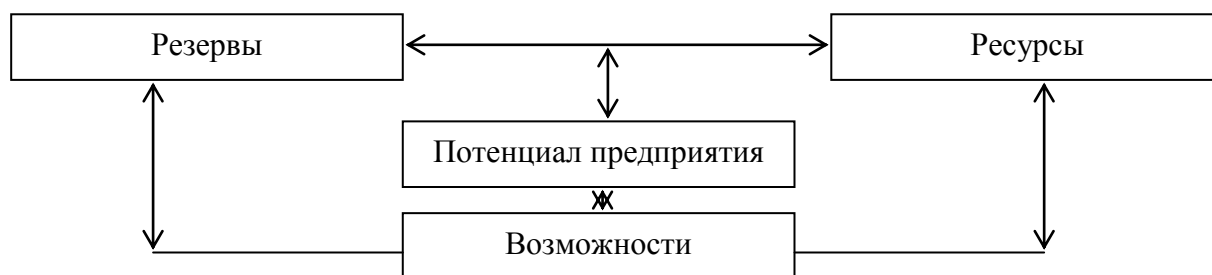 Резервы
Ресурсы
Потенциал предприятия
Возможности